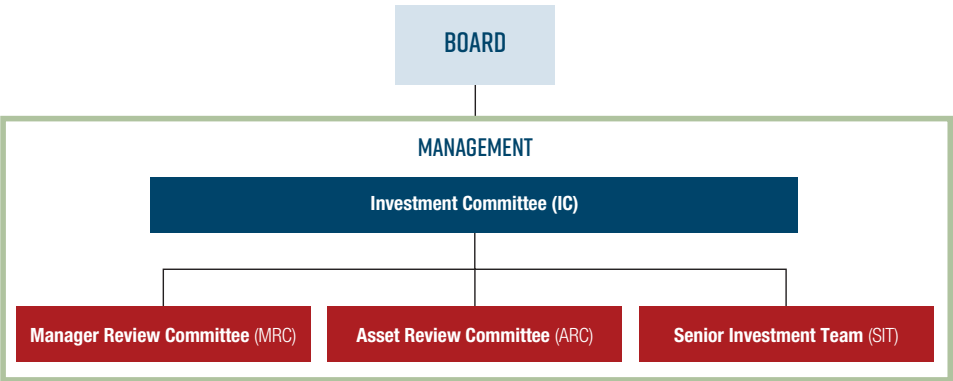 BOARD
MANAGEMENT
Investment Committee (IC)
Manager Review Committee (MRC)
Asset Review Committee (ARC)
Senior Investment Team (SIT)